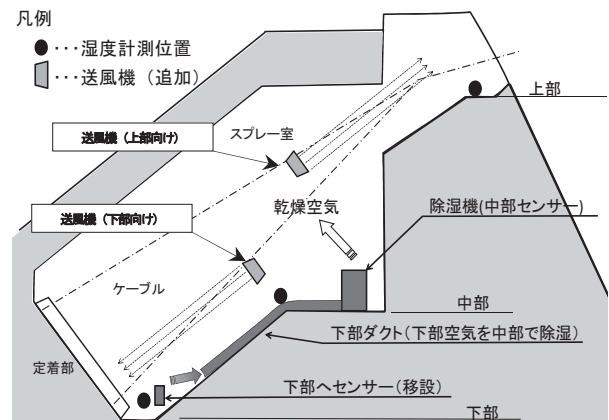 凡例
・・・湿度計測位置
・・・送風機（追加）
上部
送風機（上部向け）
スプレー室
乾燥空気
除湿機(中部センサー)
送風機（下部向け）
ケーブル
中部
下部ダクト(下部空気を中部で除湿)
定着部
下部へセンサー(移設)
下部